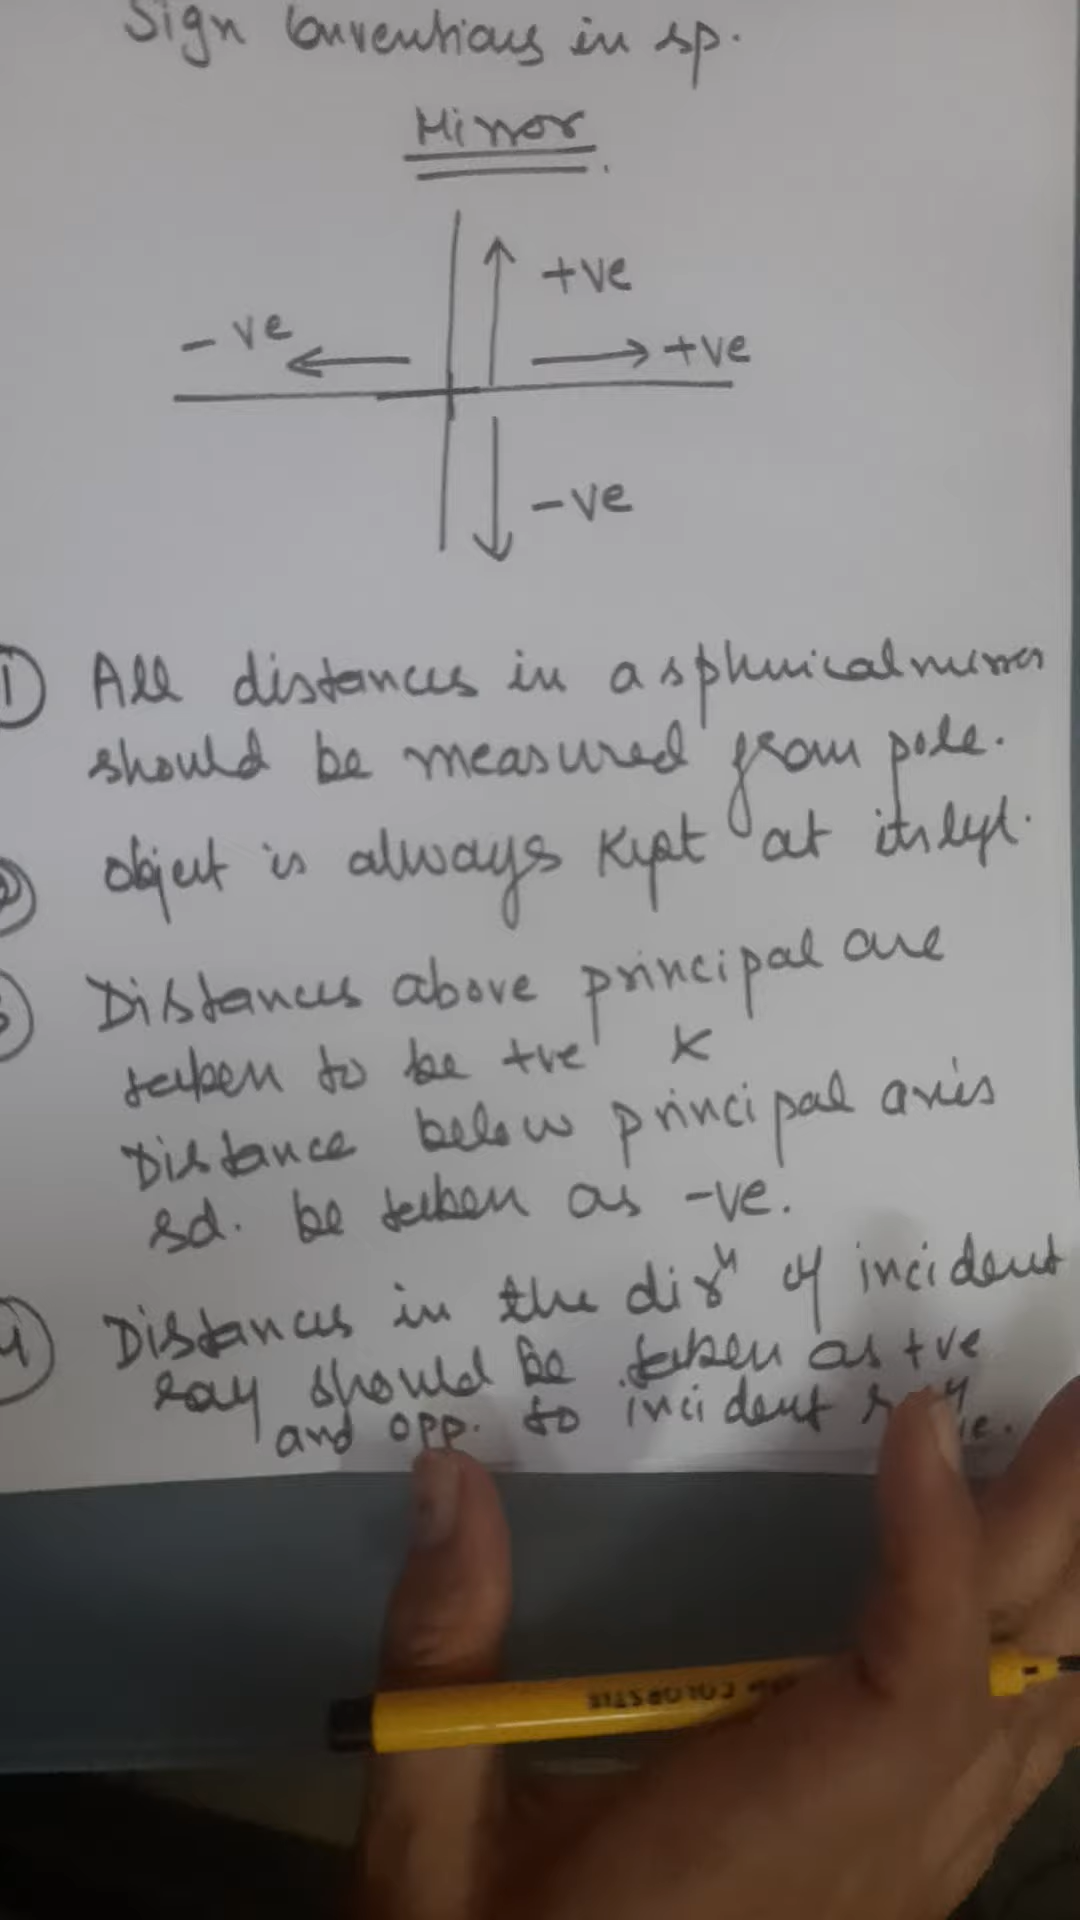 Sign Conventions in sp.
Mirror
+ve
- ve
+ve
-ve
① All distances in a spherical mirror
should be measured from pole.
② object is always kept at its left.
③ Distances above principal are
taken to be +ve &
Distance below principal axis
sd. be taken as -ve.
④ Distances in the dirⁿ of incident
ray should be taken as +ve
and opp. to incident
COLORSTIX